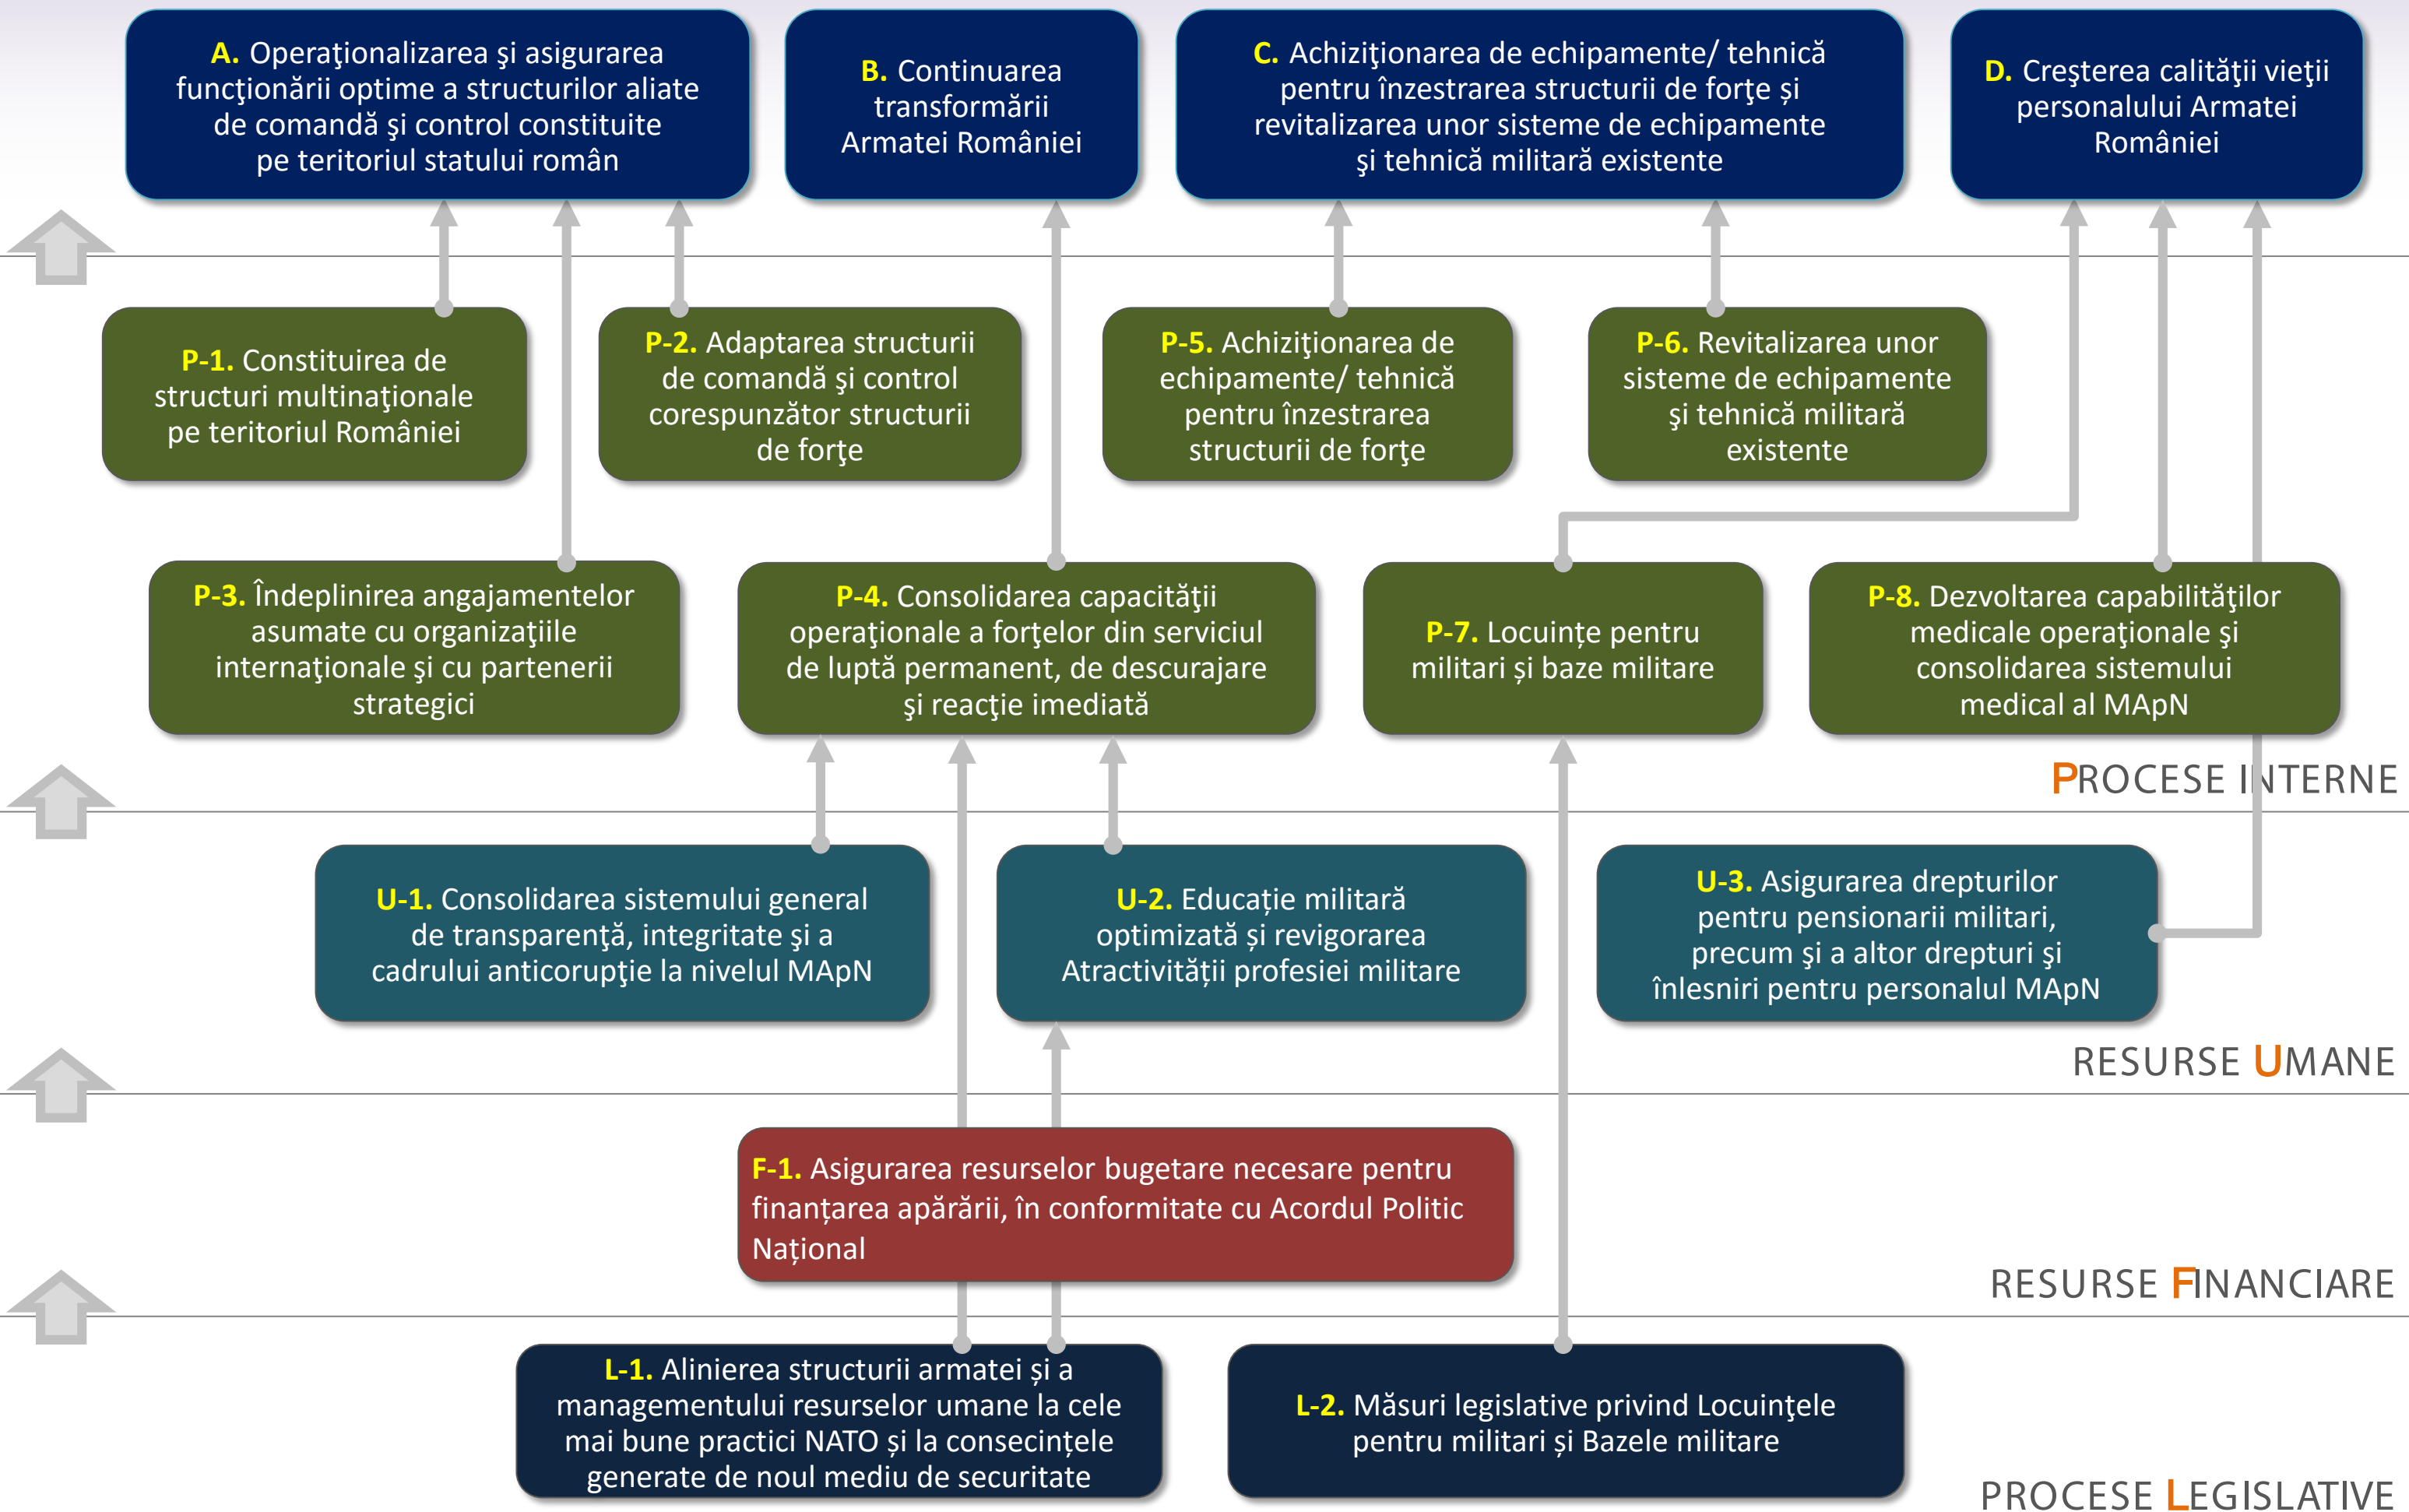 A. Operaţionalizarea şi asigurarea
funcţionării optime a structurilor aliate
de comandă şi control constituite
pe teritoriul statului român
B. Continuarea
transformării
Armatei României
C. Achiziţionarea de echipamente/ tehnică
pentru înzestrarea structurii de forţe și
revitalizarea unor sisteme de echipamente
şi tehnică militară existente
D. Creşterea calităţii vieţii
personalului Armatei
României
P-1. Constituirea de
structuri multinaţionale
pe teritoriul României
P-2. Adaptarea structurii
de comandă şi control
corespunzător structurii
de forţe
P-5. Achiziţionarea de
echipamente/ tehnică
pentru înzestrarea
structurii de forţe
P-6. Revitalizarea unor
sisteme de echipamente
şi tehnică militară
existente
P-3. Îndeplinirea angajamentelor
asumate cu organizaţiile
internaţionale şi cu partenerii
strategici
P-4. Consolidarea capacităţii
operaţionale a forţelor din serviciul
de luptă permanent, de descurajare
şi reacţie imediată
P-7. Locuințe pentru
militari și baze militare
P-8. Dezvoltarea capabilităţilor
medicale operaţionale şi
consolidarea sistemului
medical al MApN
PROCESE INTERNE
U-1. Consolidarea sistemului general
de transparenţă, integritate şi a
cadrului anticorupţie la nivelul MApN
U-2. Educație militară
optimizată și revigorarea
Atractivității profesiei militare
U-3. Asigurarea drepturilor
pentru pensionarii militari,
precum şi a altor drepturi şi
înlesniri pentru personalul MApN
RESURSE UMANE
F-1. Asigurarea resurselor bugetare necesare pentru
finanțarea apărării, în conformitate cu Acordul Politic
Național
RESURSE FINANCIARE
L-1. Alinierea structurii armatei și a
managementului resurselor umane la cele
mai bune practici NATO și la consecințele
generate de noul mediu de securitate
L-2. Măsuri legislative privind Locuinţele
pentru militari și Bazele militare
PROCESE LEGISLATIVE